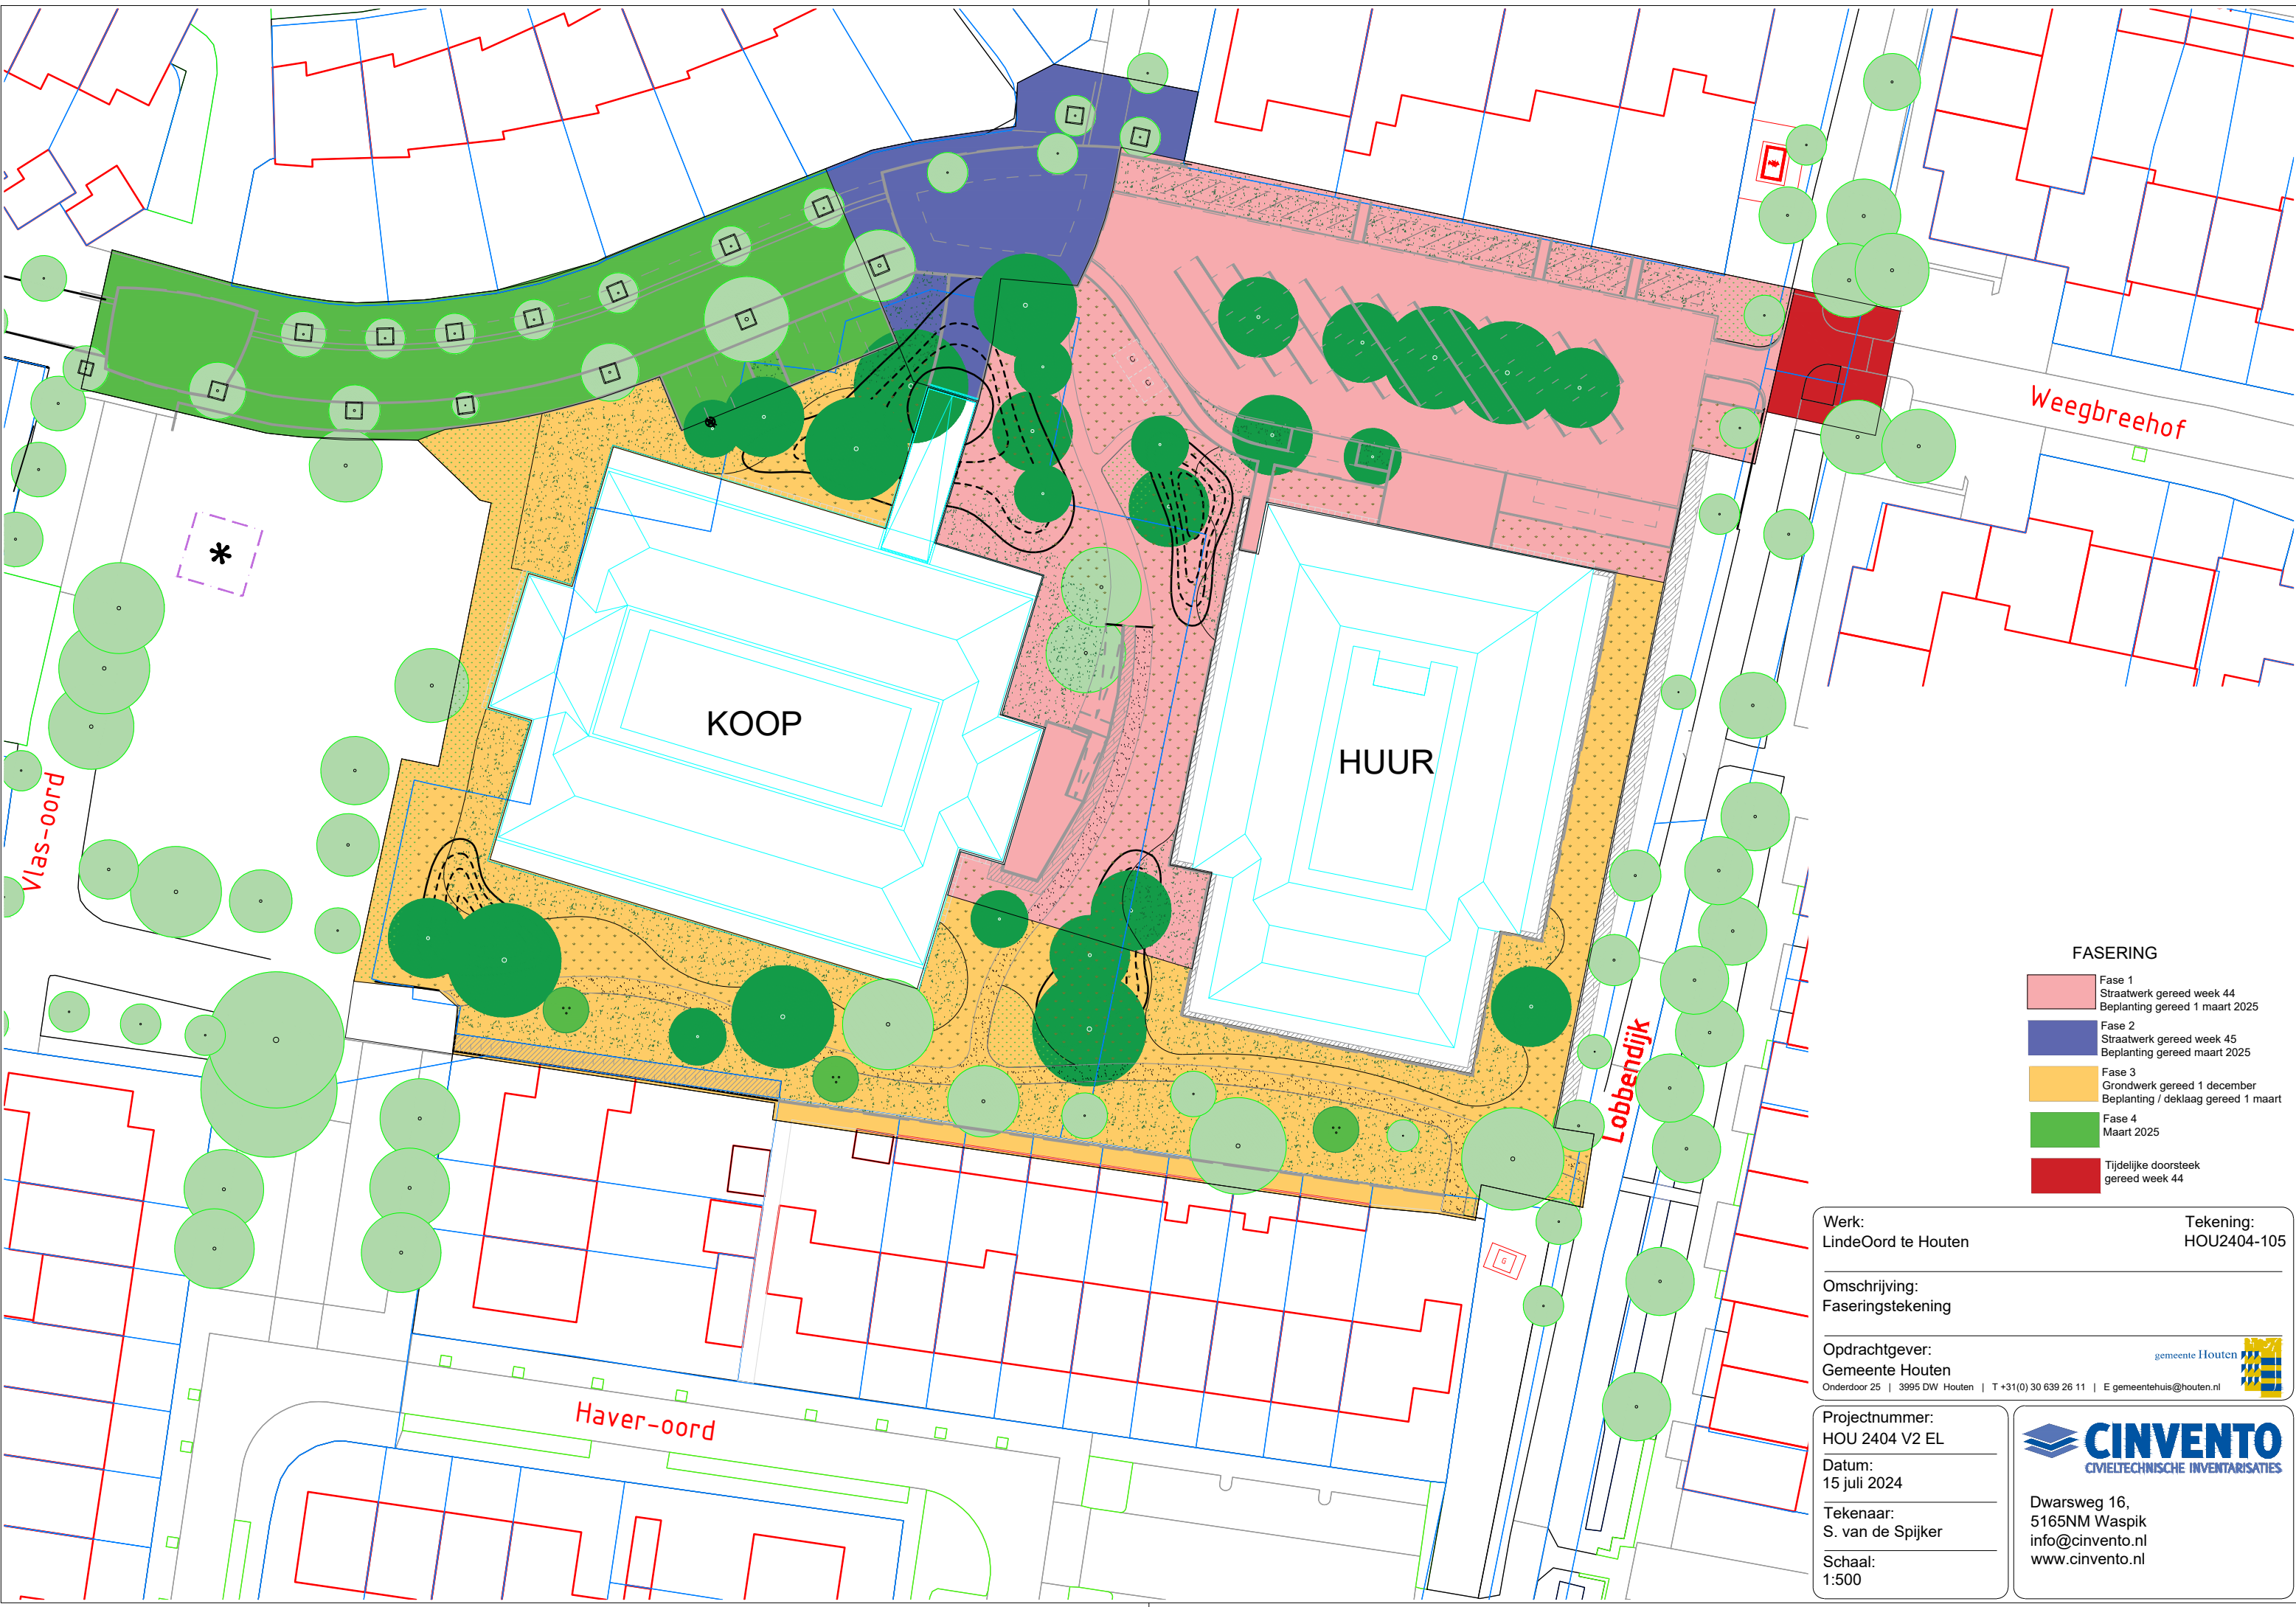 Weegbreehof
C
C
*
KOOP
HUUR
Vlas-oord
Lobbendijk
Haver-oord
G
FASERING
Fase 1
Straatwerk gereed week 44
Beplanting gereed 1 maart 2025
Fase 2
Straatwerk gereed week 45
Beplanting gereed maart 2025
Fase 3
Grondwerk gereed 1 december
Beplanting / deklaag gereed 1 maart
Fase 4
Maart 2025
Tijdelijke doorsteek
gereed week 44
Werk:
LindeOord te Houten
Tekening:
HOU2404-105
Omschrijving:
Faseringstekening
Opdrachtgever:
Gemeente Houten
gemeente Houten
Onderdoor 25 | 3995 DW Houten | T +31(0) 30 639 26 11 | E gemeentehuis@houten.nl
Projectnummer:
HOU 2404 V2 EL
Datum:
15 juli 2024
Tekenaar:
S. van de Spijker
Schaal:
1:500
CINVENTO
CIVIELTECHNISCHE INVENTARISATIES
Dwarsweg 16,
5165NM Waspik
info@cinvento.nl
www.cinvento.nl